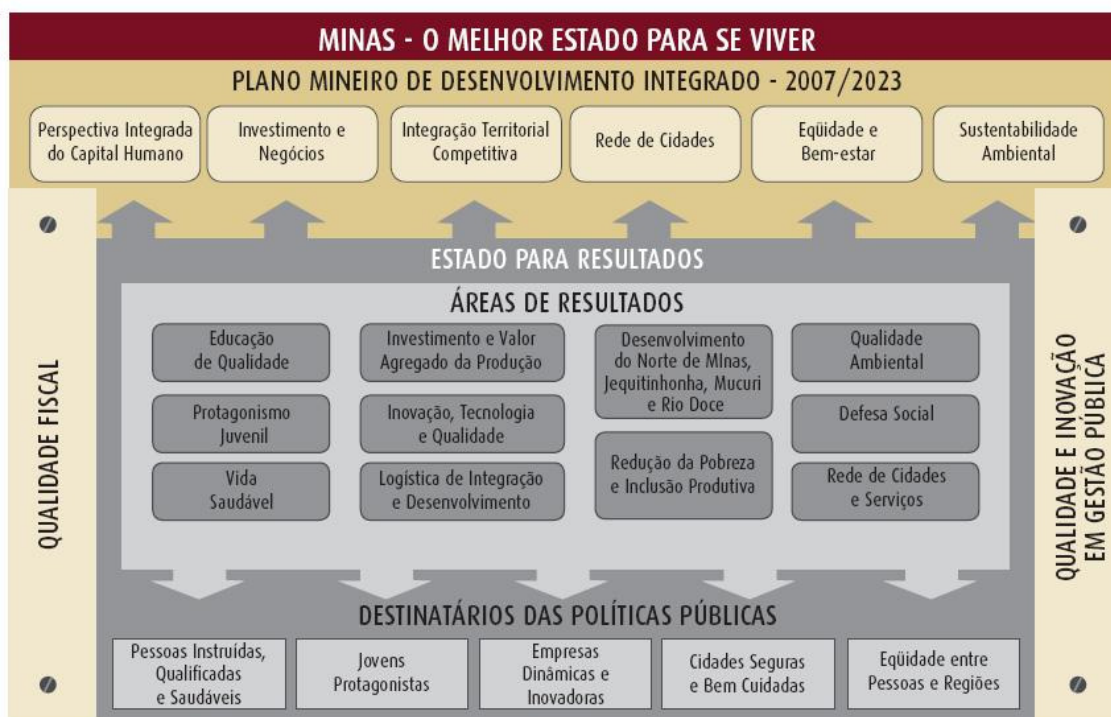 MINAS - O MELHOR ESTADO PARA SE VIVER
PLANO MINEIRO DE DESENVOLVIMENTO INTEGRADO - 2007/2023
Perspectiva Integrada
do Capital Humano
Investimento e
Negócios
Integração Territorial
Competitiva
Rede de Cidades
Eqüidade e
Bem-estar
Sustentabilidade
Ambiental
QUALIDADE FISCAL
ESTADO PARA RESULTADOS
ÁREAS DE RESULTADOS
Educação
de Qualidade
Protagonismo
Juvenil
Vida
Saudável
Investimento e Valor
Agregado da Produção
Inovação, Tecnologia
e Qualidade
Logística de Integração
e Desenvolvimento
Desenvolvimento
do Norte de MInas,
Jequitinhonha, Mucuri
e Rio Doce
Redução da Pobreza
e Inclusão Produtiva
Qualidade
Ambiental
Defesa Social
Rede de Cidades
e Serviços
QUALIDADE E INOVAÇÃO
EM GESTÃO PÚBLICA
DESTINATÁRIOS DAS POLÍTICAS PÚBLICAS
Pessoas Instruídas,
Qualificadas
e Saudáveis
Jovens
Protagonistas
Empresas
Dinâmicas e
Inovadoras
Cidades Seguras
e Bem Cuidadas
Eqüidade entre
Pessoas e Regiões